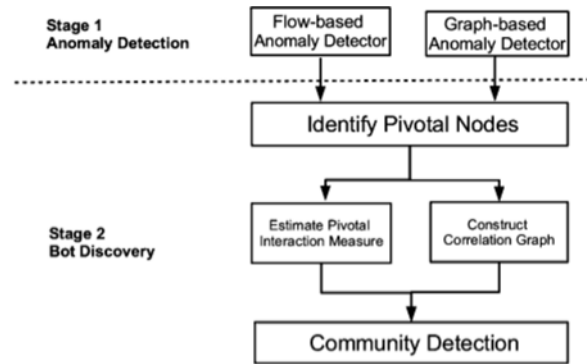 Stage 1
Anomaly Detection
Flow-based
Anomaly Detector
Graph-based
Anomaly Detector
Identify Pivotal Nodes
Stage 2
Bot Discovery
Estimate Pivotal
Interaction Measure
Construct
Correlation Graph
Community Detection